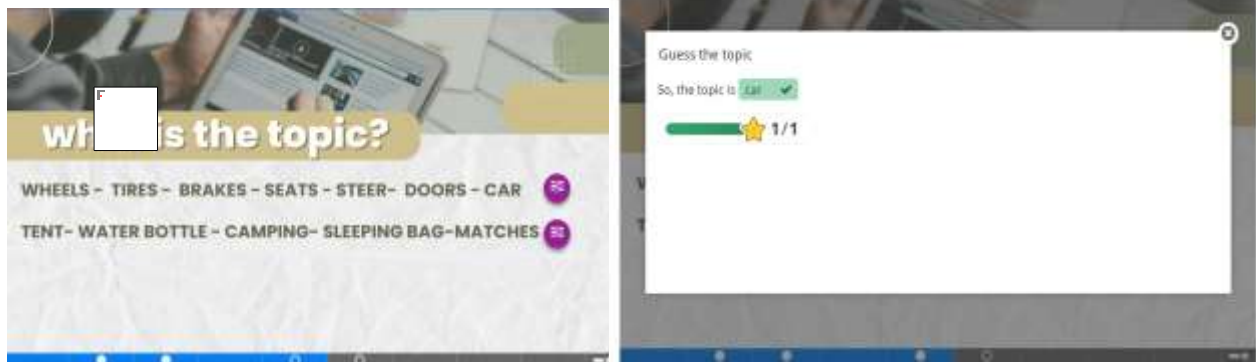 F
wh is the topic?
WHEELS - TIRES - BRAKES - SEATS - STEER- DOORS - CAR
TENT- WATER BOTTLE - CAMPING- SLEEPING BAG-MATCHES
Guess the topic
So, the topic is car
1/1